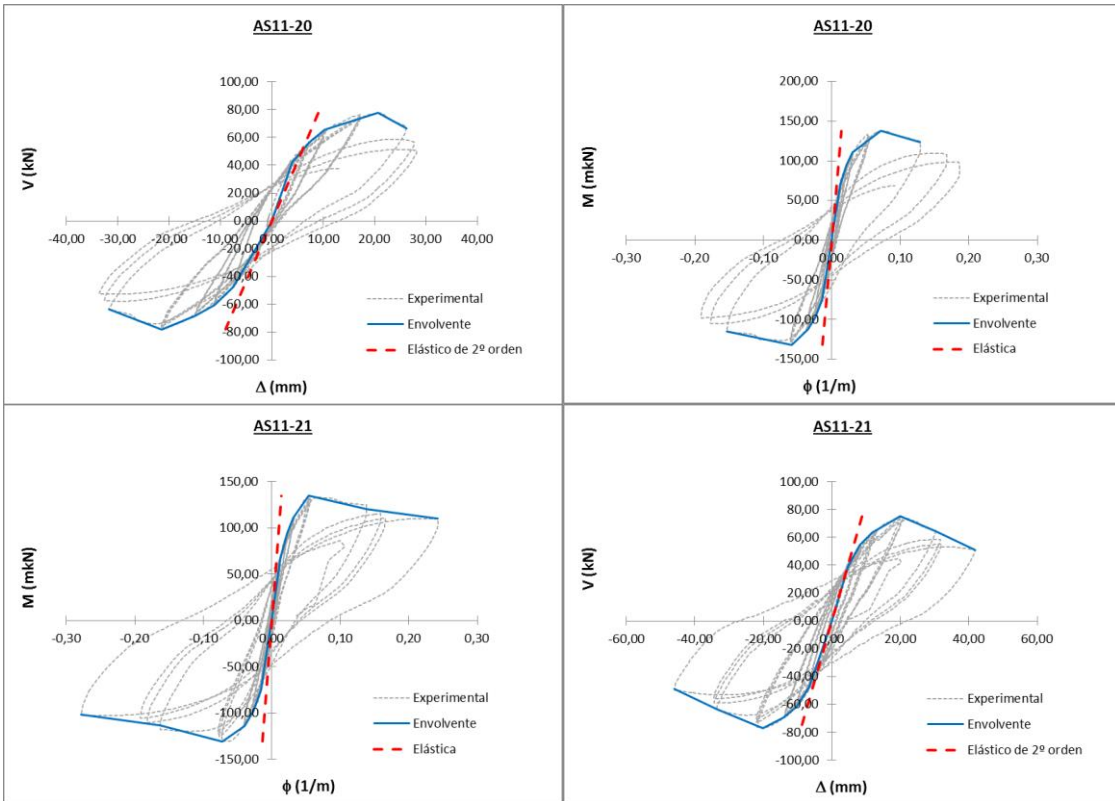 AS11-20
V (kN)
100,00
80,00
60,00
40,00
20,00
0,00
-20,00
-40,00
-60,00
-80,00
-100,00
-40,00 -30,00 -20,00 -10,00 0,00 10,00 20,00 30,00 40,00
Experimental
Envolvente
Elástico de 2º orden
Δ (mm)
AS11-20
M (mkN)
200,00
150,00
100,00
50,00
0,00
-50,00
-100,00
-150,00
-0,30 -0,20 -0,10 0,00 0,10 0,20 0,30
Experimental
Envolvente
Elástica
ϕ (1/m)
AS11-21
M (mkN)
150,00
100,00
50,00
0,00
-50,00
-100,00
-150,00
-0,30 -0,20 -0,10 0,00 0,10 0,20 0,30
Experimental
Envolvente
Elástica
ϕ (1/m)
AS11-21
V (kN)
100,00
80,00
60,00
40,00
20,00
0,00
-20,00
-40,00
-60,00
-80,00
-100,00
-60,00 -40,00 -20,00 0,00 20,00 40,00 60,00
Experimental
Envolvente
Elástico de 2º orden
Δ (mm)